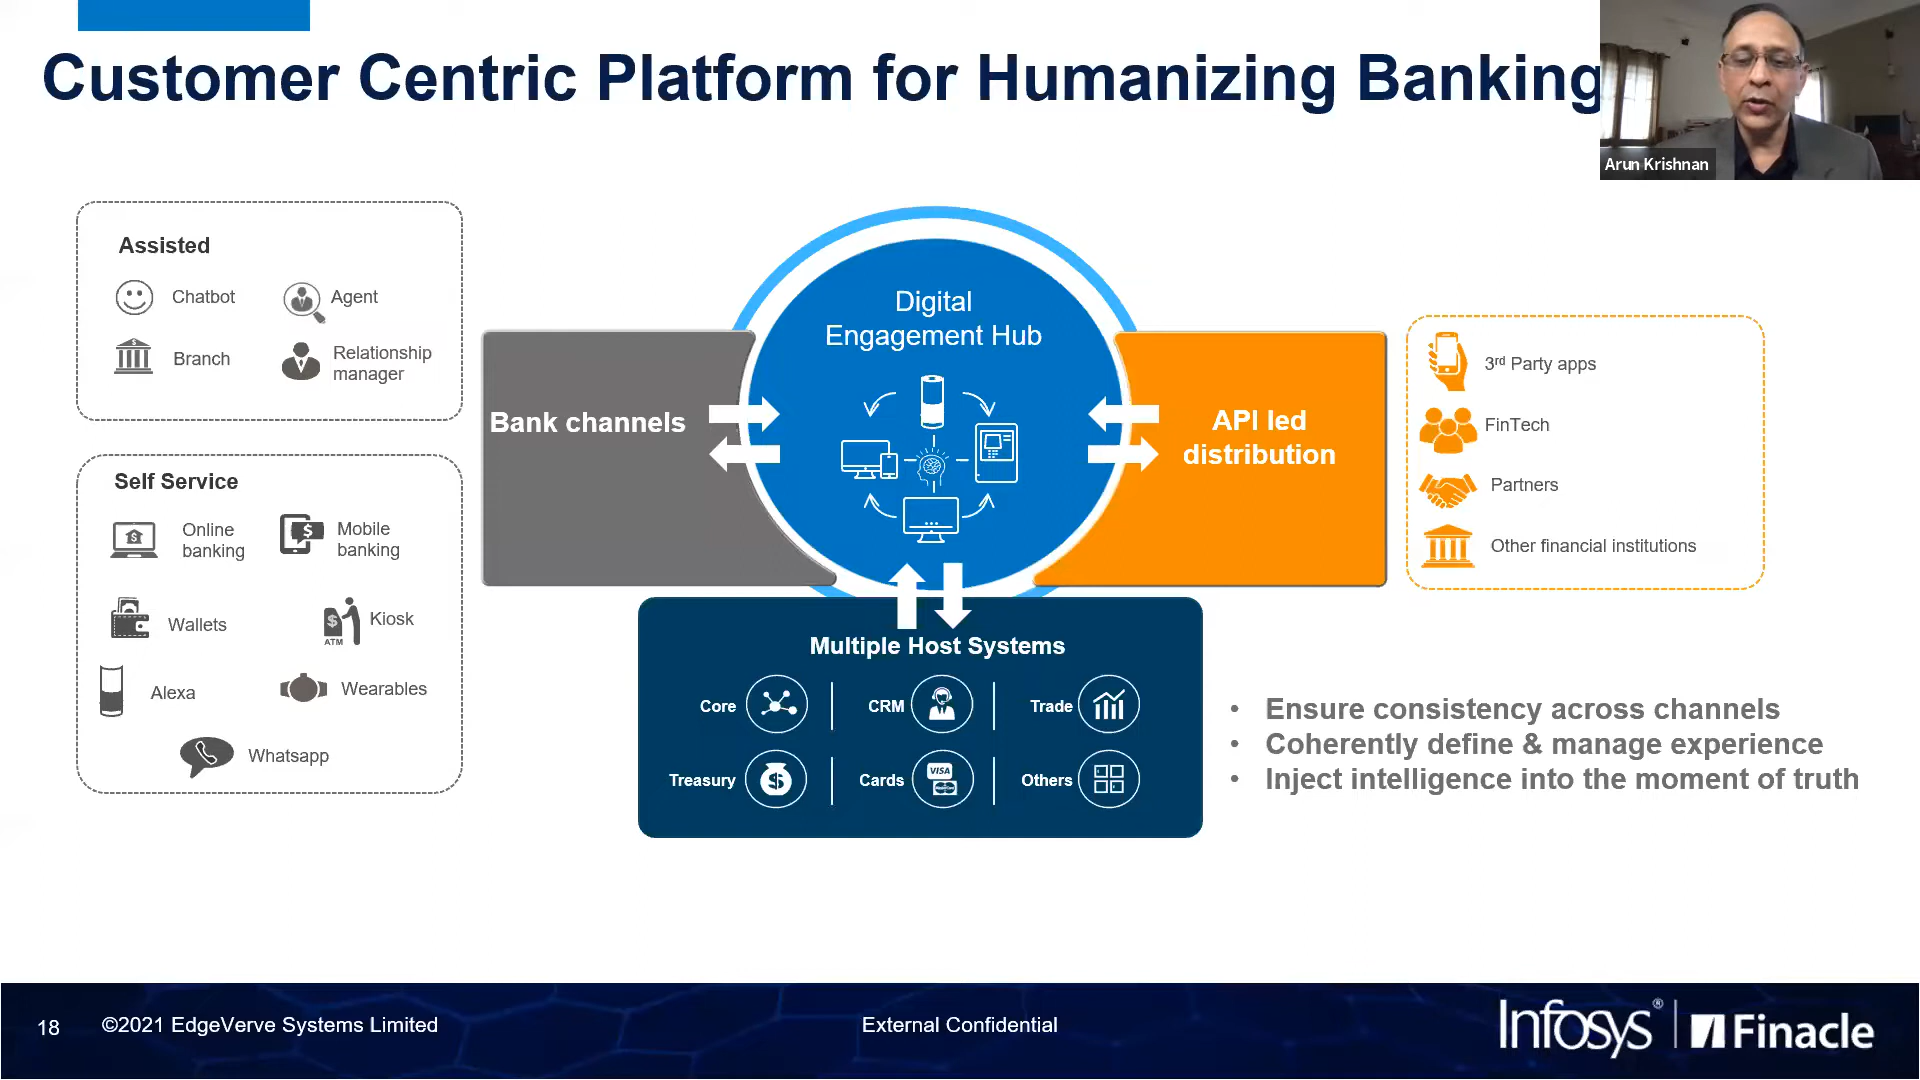 Customer Centric Platform for Humanizing Banking
Arun Krishnan
Assisted
Chatbot
Agent
Branch
Relationship
manager
Self Service
Online
banking
Mobile
banking
Wallets
ATM
Kiosk
Alexa
Wearables
Whatsapp
Bank channels
Digital
Engagement Hub
API led
distribution
3rd Party apps
FinTech
Partners
Other financial institutions
Multiple Host Systems
Core
CRM
Trade
Treasury
Cards
VISA
Others
• Ensure consistency across channels
• Coherently define & manage experience
• Inject intelligence into the moment of truth
18
©2021 EdgeVerve Systems Limited
External Confidential
Infosys® | Finacle